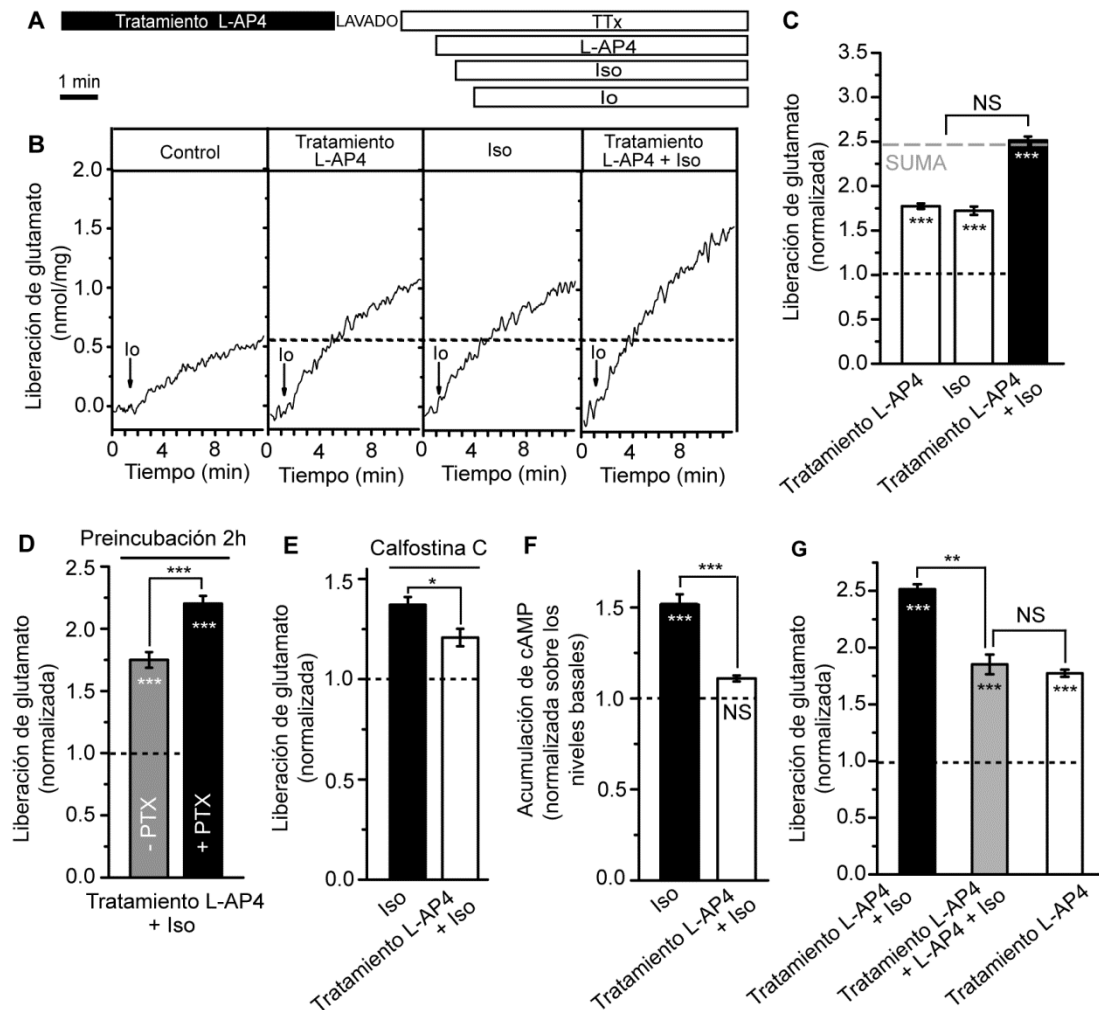 A
Tratamiento L-AP4
LAVADO
TTx
L-AP4
Iso
Io
1 min
B
Control
Tratamiento
L-AP4
Iso
Tratamiento
L-AP4 + Iso
Liberación de glutamato
(nmol/mg)
2.0
1.5
1.0
0.5
0.0
Io
Io
Io
Io
0 4 8
0 4 8
0 4 8
0 4 8
Tiempo (min)
Tiempo (min)
Tiempo (min)
Tiempo (min)
C
Liberación de glutamato
(normalizada)
3.5
3.0
2.5
2.0
1.5
1.0
0.5
0.0
NS
SUMA
***
***
***
Tratamiento L-AP4
Iso
Tratamiento L-AP4
+ Iso
D
Preincubación 2h
***
Liberación de glutamato
(normalizada)
2.5
2.0
1.5
1.0
0.5
0.0
***
***
- PTX
+ PTX
Tratamiento L-AP4
+ Iso
E
Calfostina C
*
Liberación de glutamato
(normalizada)
1.5
1.0
0.5
0.0
Iso
Tratamiento L-AP4
+ Iso
F
***
Acumulación de cAMP
(normalizada sobre los
niveles basales)
1.5
1.0
0.5
0.0
***
NS
Iso
Tratamiento L-AP4
+ Iso
G
**
NS
Liberación de glutamato
(normalizada)
2.5
2.0
1.5
1.0
0.5
0.0
***
***
***
Tratamiento L-AP4
+ Iso
Tratamiento L-AP4
+ L-AP4 + Iso
Tratamiento L-AP4